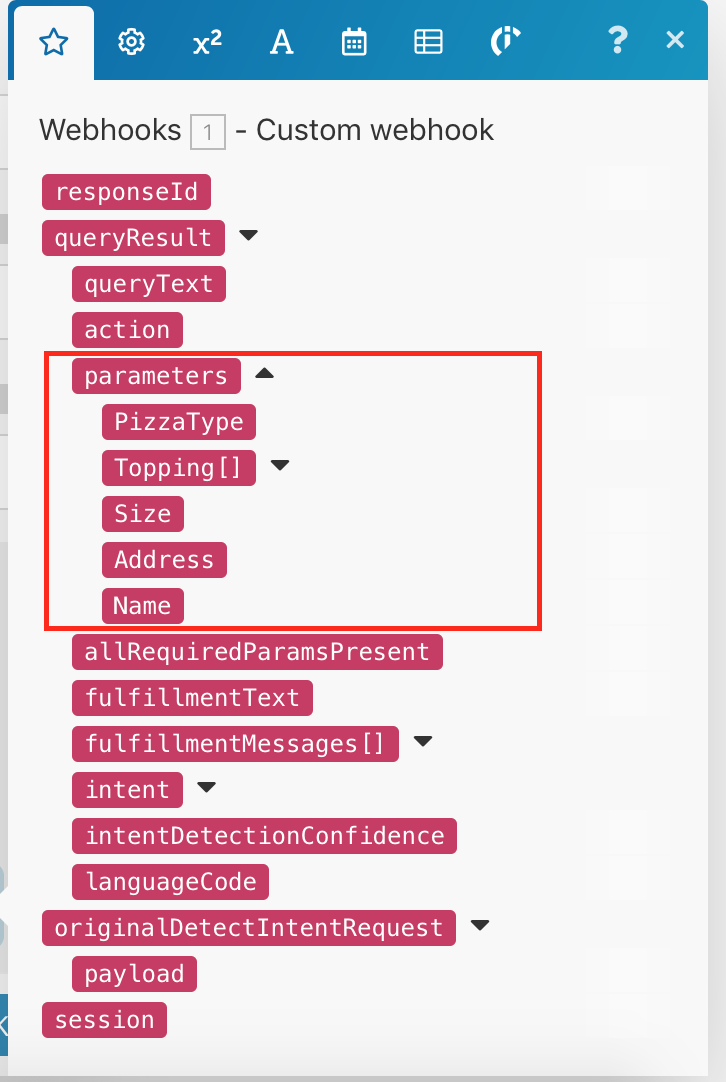 x² A ?
Webhooks 1 - Custom webhook
responseId
queryResult
queryText
action
parameters
PizzaType
Topping[]
Size
Address
Name
allRequiredParamsPresent
fulfillmentText
fulfillmentMessages[]
intent
intentDetectionConfidence
languageCode
originalDetectIntentRequest
payload
session